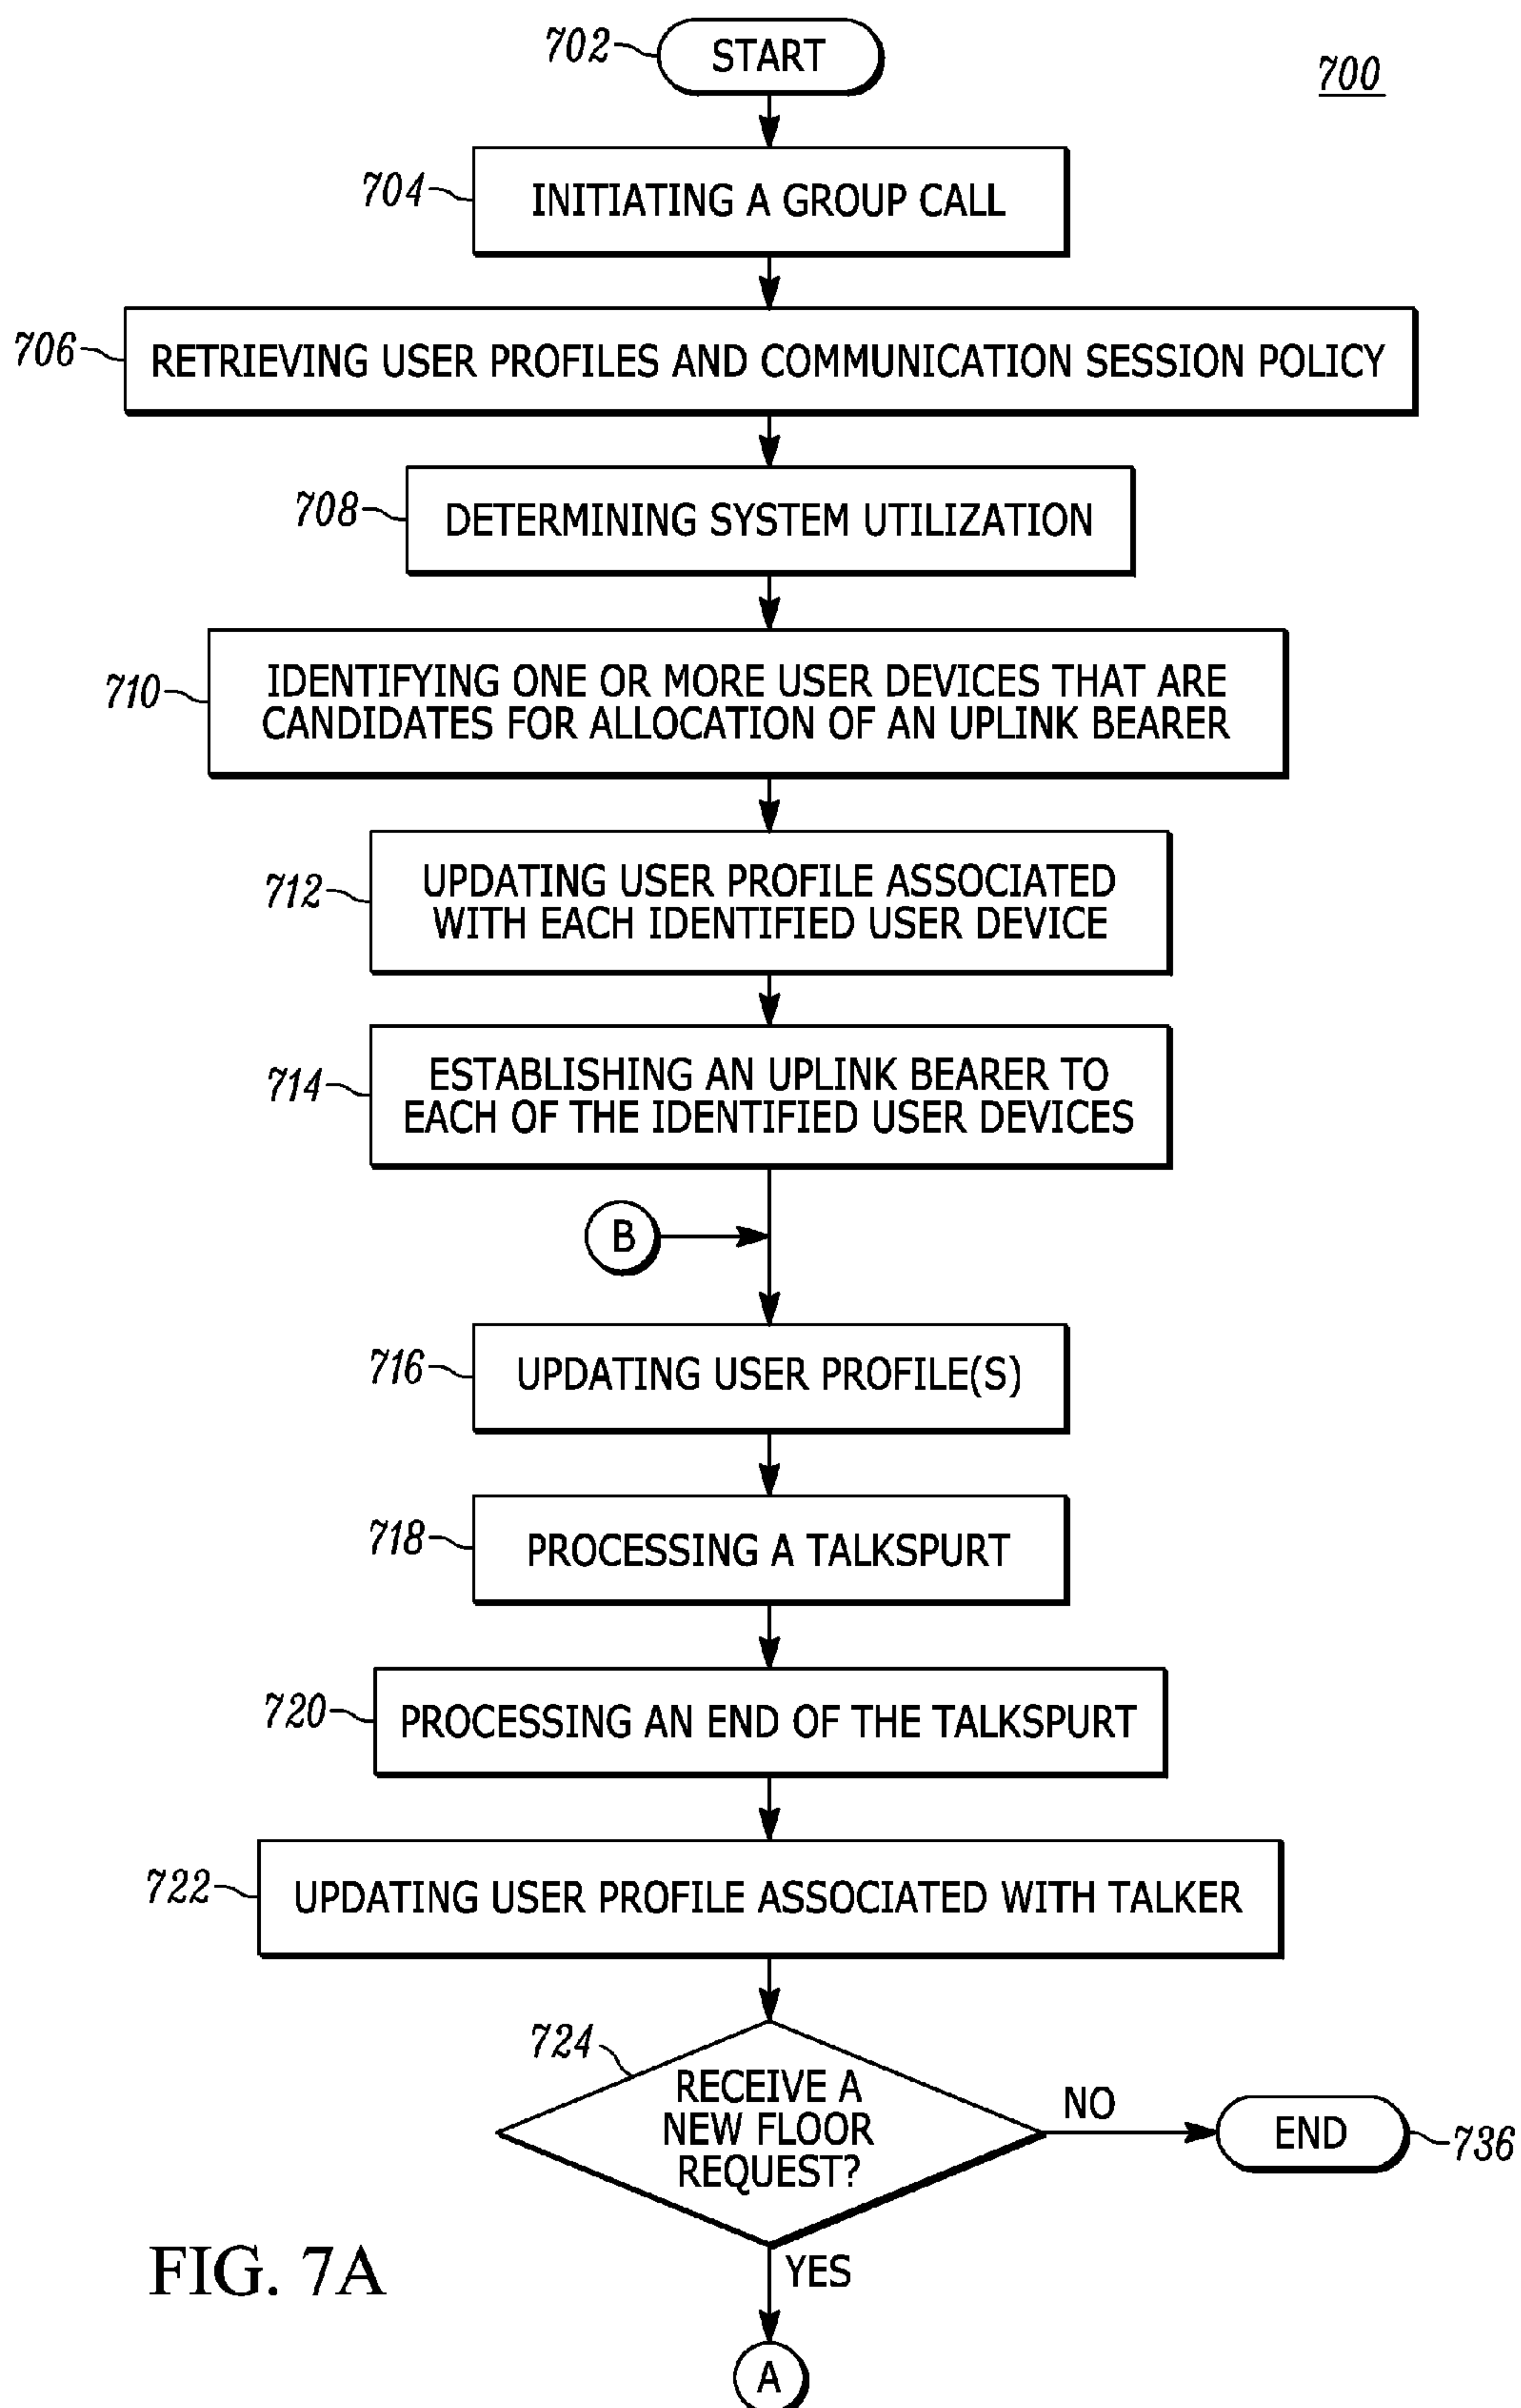 702
START
700
704
INITIATING A GROUP CALL
706
RETRIEVING USER PROFILES AND COMMUNICATION SESSION POLICY
708
DETERMINING SYSTEM UTILIZATION
710
IDENTIFYING ONE OR MORE USER DEVICES THAT ARE
CANDIDATES FOR ALLOCATION OF AN UPLINK BEARER
712
UPDATING USER PROFILE ASSOCIATED
WITH EACH IDENTIFIED USER DEVICE
714
ESTABLISHING AN UPLINK BEARER TO
EACH OF THE IDENTIFIED USER DEVICES
B
716
UPDATING USER PROFILE(S)
718
PROCESSING A TALKSPURT
720
PROCESSING AN END OF THE TALKSPURT
722
UPDATING USER PROFILE ASSOCIATED WITH TALKER
724
RECEIVE A
NEW FLOOR
REQUEST?
NO
END
736
YES
A
FIG. 7A